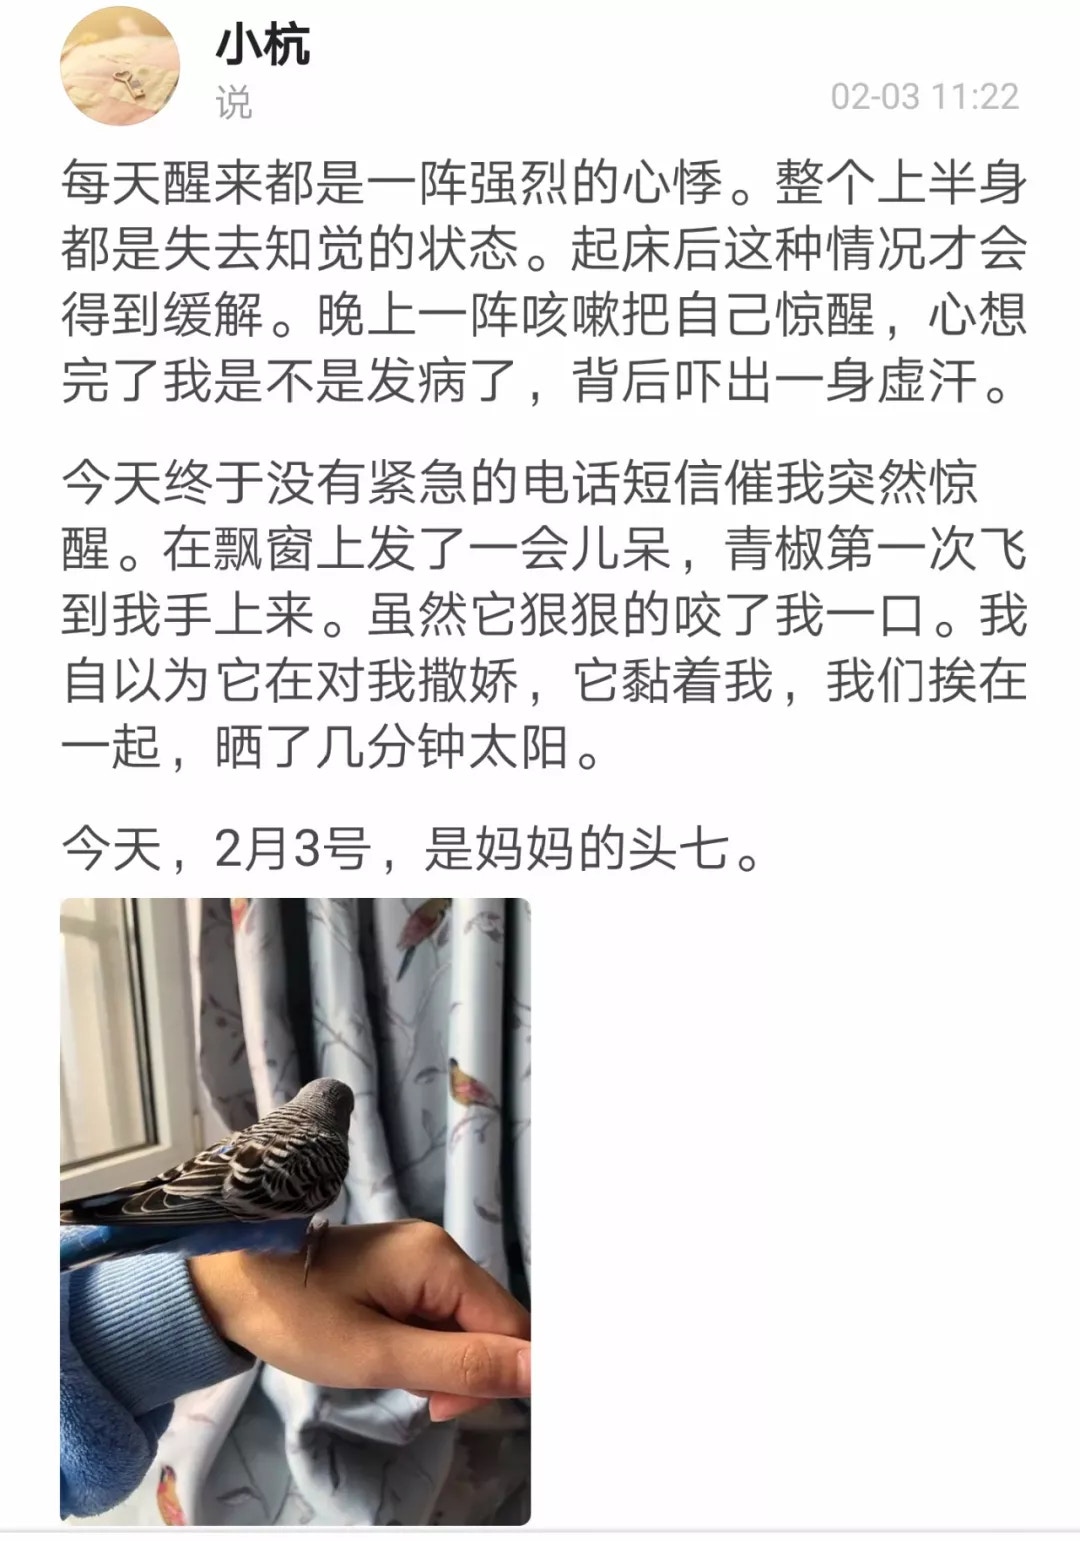 小杭
说
02-03 11:22
每天醒来都是一阵强烈的心悸。整个上半身
都是失去知觉的状态。起床后这种情况才会
得到缓解。晚上一阵咳嗽把自己惊醒，心想
完了我是不是发病了，背后吓出一身虚汗。
今天终于没有紧急的电话短信催我突然惊
醒。在飘窗上发了一会儿呆，青椒第一次飞
到我手上来。虽然它狠狠的咬了我一口。我
自以为它在对我撒娇，它黏着我，我们挨在
一起，晒了几分钟太阳。
今天，2月3号，是妈妈的头七。